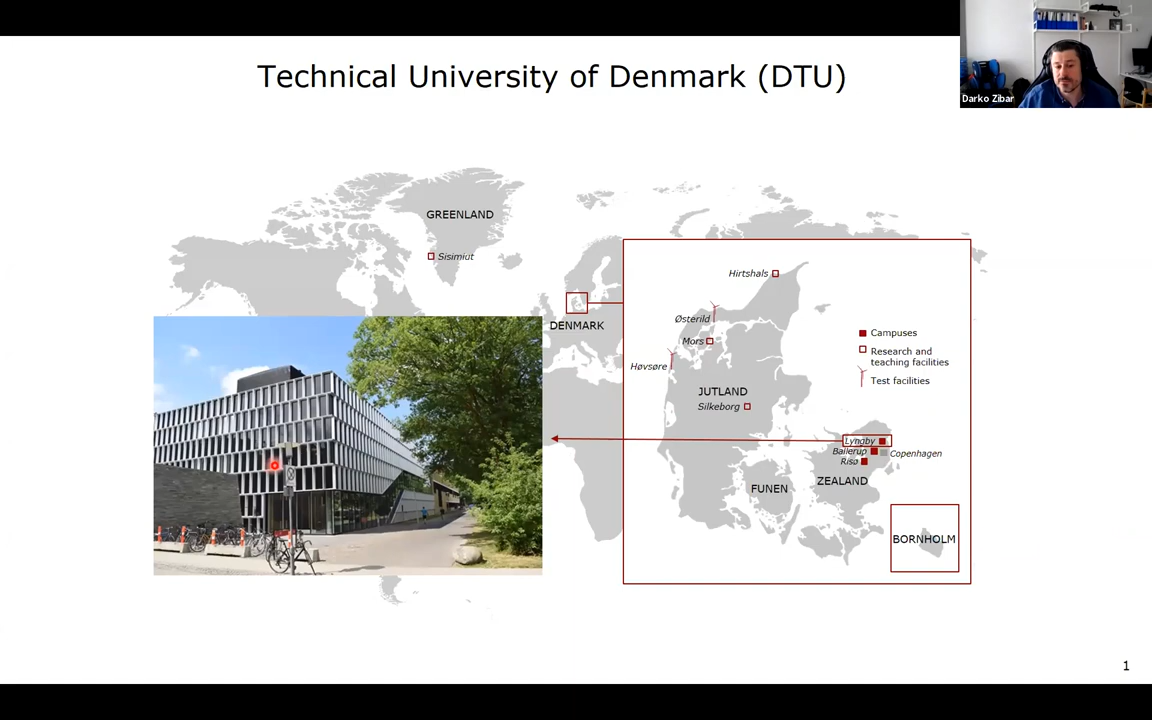 Technical University of Denmark (DTU)
Darko Zibar
GREENLAND
Sisimiut
DENMARK
Hirtshals
Østerild
Mors
Høvsøre
JUTLAND
Silkeborg
Campuses
Research and
teaching facilities
Test facilities
Lyngby
Ballerup
Copenhagen
Risø
ZEALAND
FUNEN
BORNHOLM
1